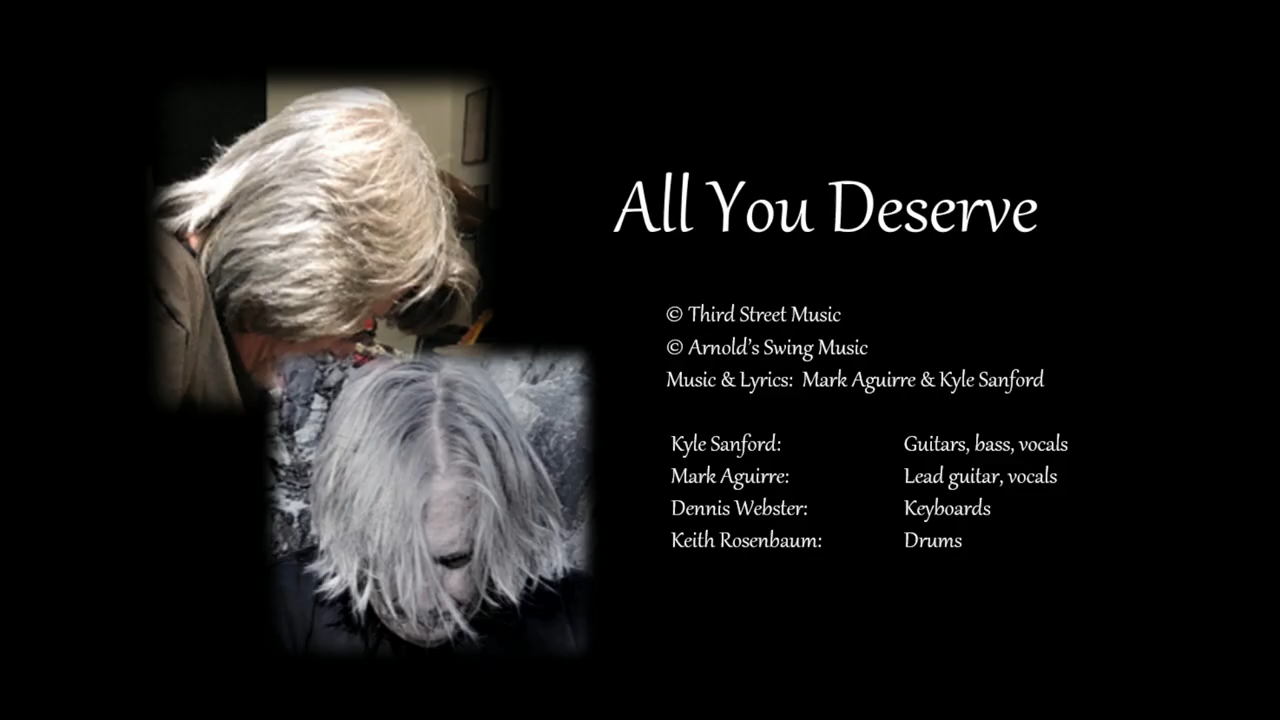 All You Deserve
© Third Street Music
© Arnold’s Swing Music
Music & Lyrics: Mark Aguirre & Kyle Sanford
Kyle Sanford: Guitars, bass, vocals
Mark Aguirre: Lead guitar, vocals
Dennis Webster: Keyboards
Keith Rosenbaum: Drums